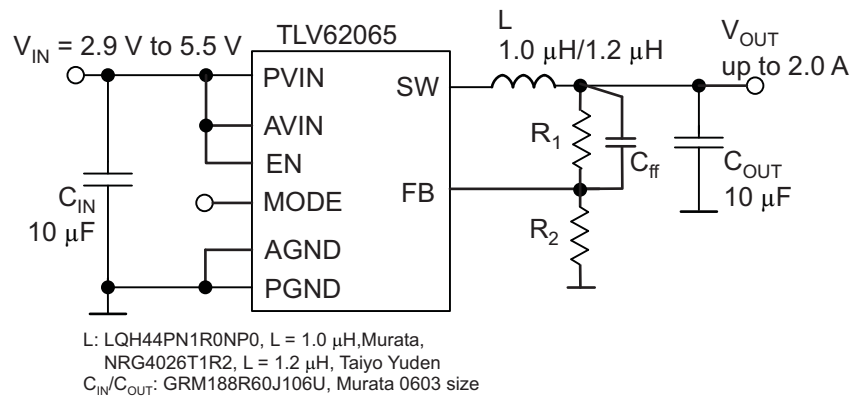 V_IN = 2.9 V to 5.5 V
TLV62065
L
1.0 μH/1.2 μH
V_OUT
up to 2.0 A
PVIN
SW
AVIN
EN
MODE
FB
AGND
PGND
C_IN
10 μF
R_1
C_ff
R_2
C_OUT
10 μF
L: LQH44PN1R0NP0, L = 1.0 μH,Murata,
NRG4026T1R2, L = 1.2 μH, Taiyo Yuden
C_IN/C_OUT: GRM188R60J106U, Murata 0603 size